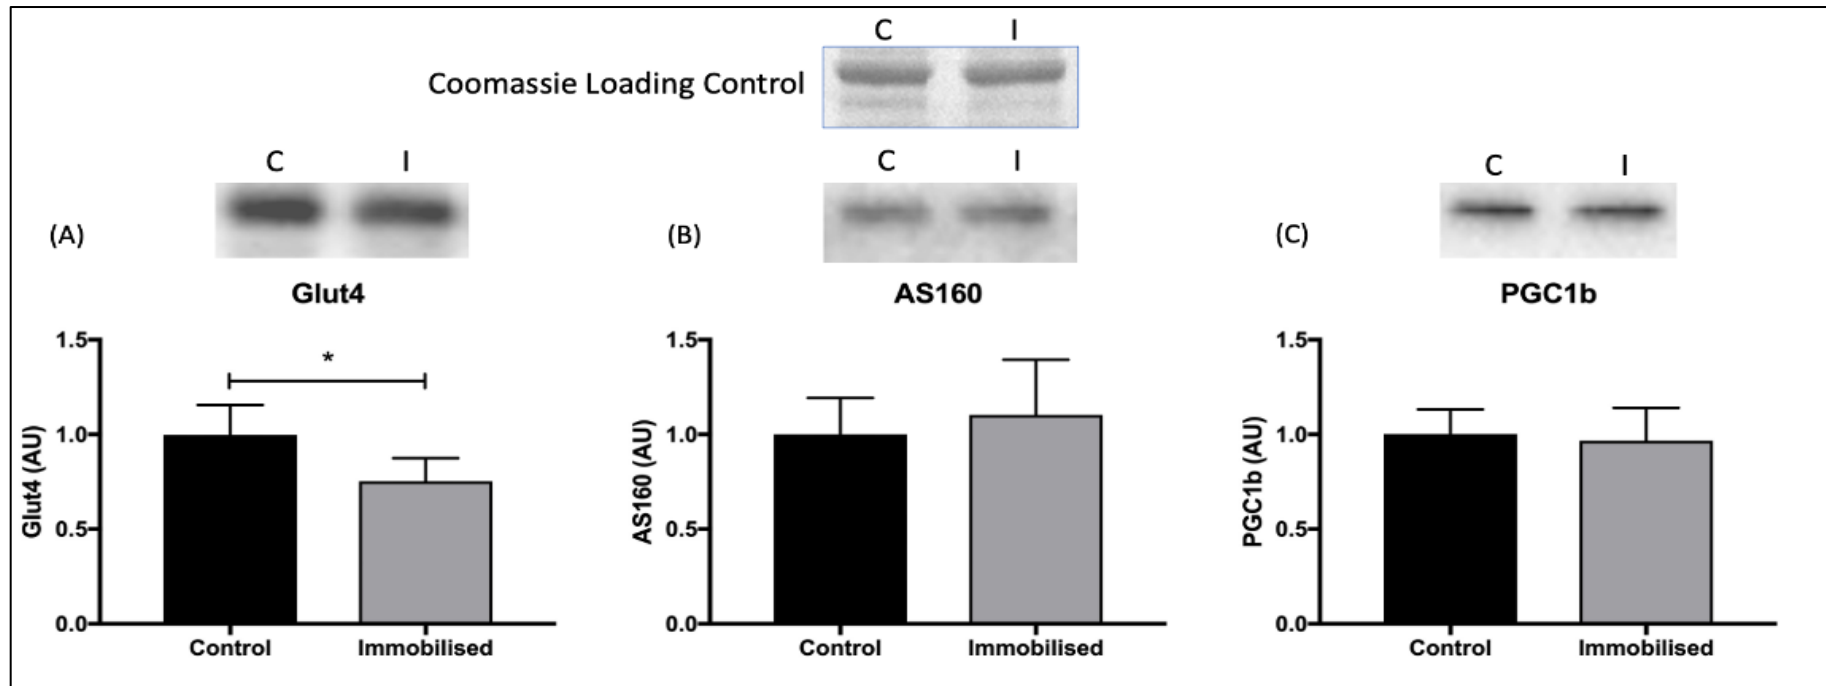 C I
Coomassie Loading Control
C I
(A)
Glut4
1.5
1.0
0.5
0.0
Glut4 (AU)
*
Control Immobilised
C I
(B)
AS160
1.5
1.0
0.5
0.0
AS160 (AU)
Control Immobilised
C I
(C)
PGC1b
1.5
1.0
0.5
0.0
PGC1b (AU)
Control Immobilised